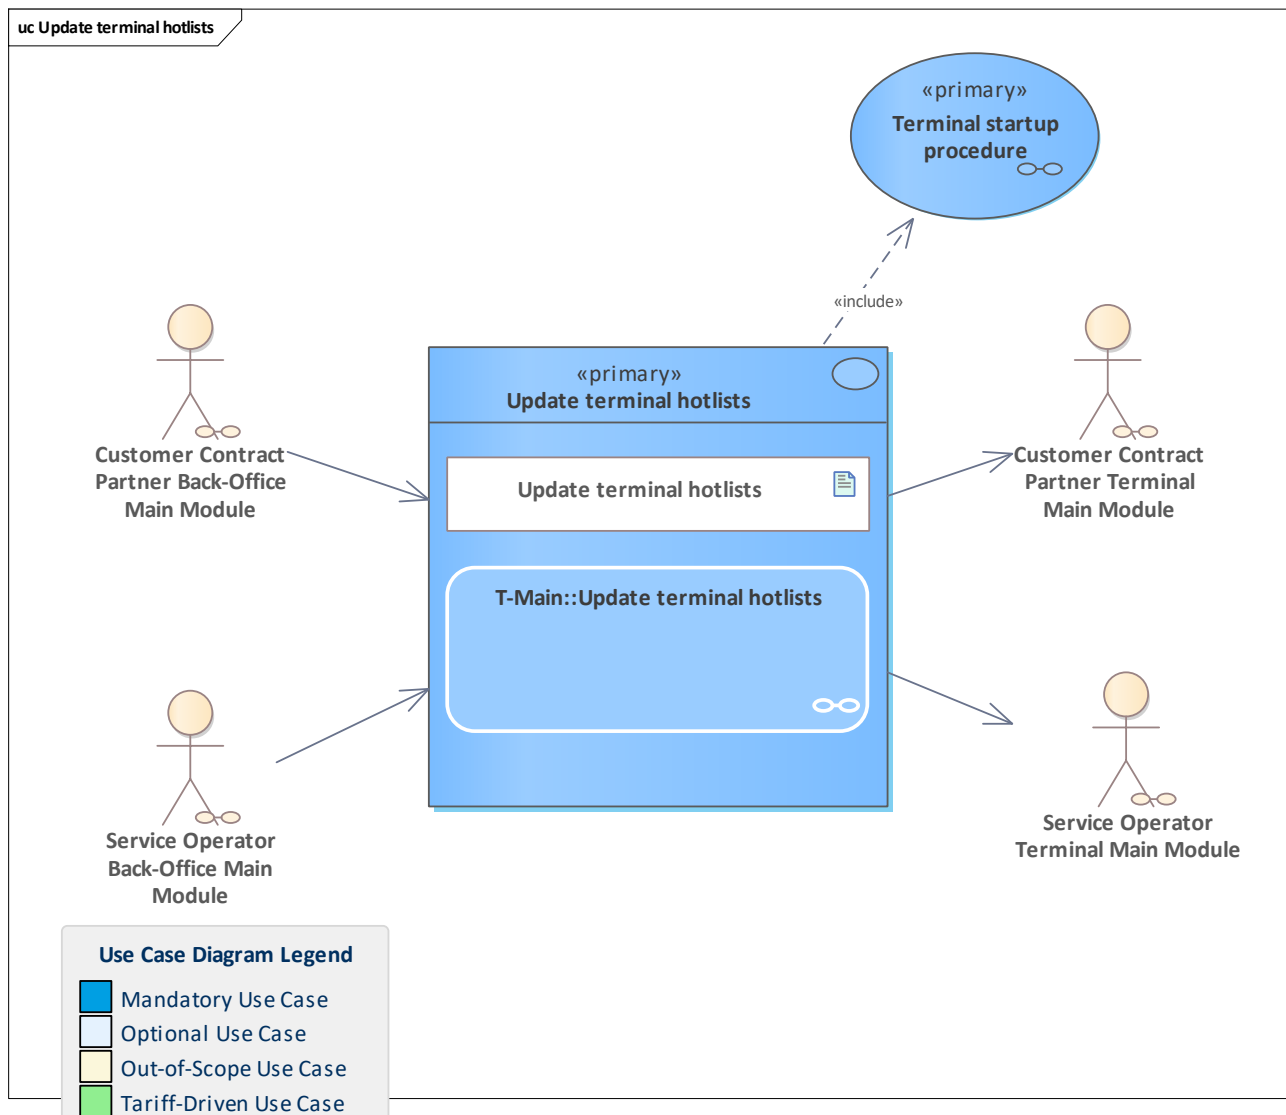 uc Update terminal hotlists
«primary»
Terminal startup
procedure
«include»
Customer Contract
Partner Back-Office
Main Module
«primary»
Update terminal hotlists
Update terminal hotlists
T-Main::Update terminal hotlists
Customer Contract
Partner Terminal
Main Module
Service Operator
Back-Office Main
Module
Service Operator
Terminal Main Module
Use Case Diagram Legend
Mandatory Use Case
Optional Use Case
Out-of-Scope Use Case
Tariff-Driven Use Case